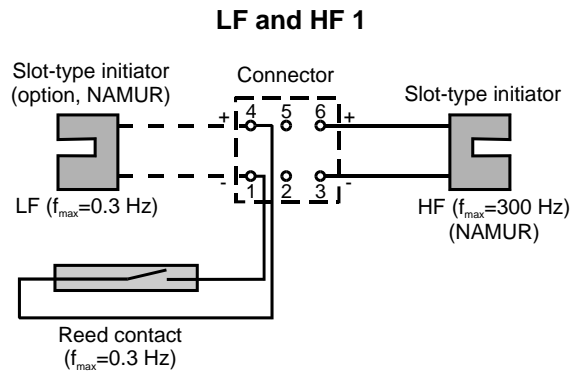 LF and HF 1
Slot-type initiator
(option, NAMUR)
Connector
Slot-type initiator
+ 4 5 6 +
- 1 2 3 -
LF (fmax=0.3 Hz)
HF (fmax=300 Hz)
(NAMUR)
Reed contact
(fmax=0.3 Hz)